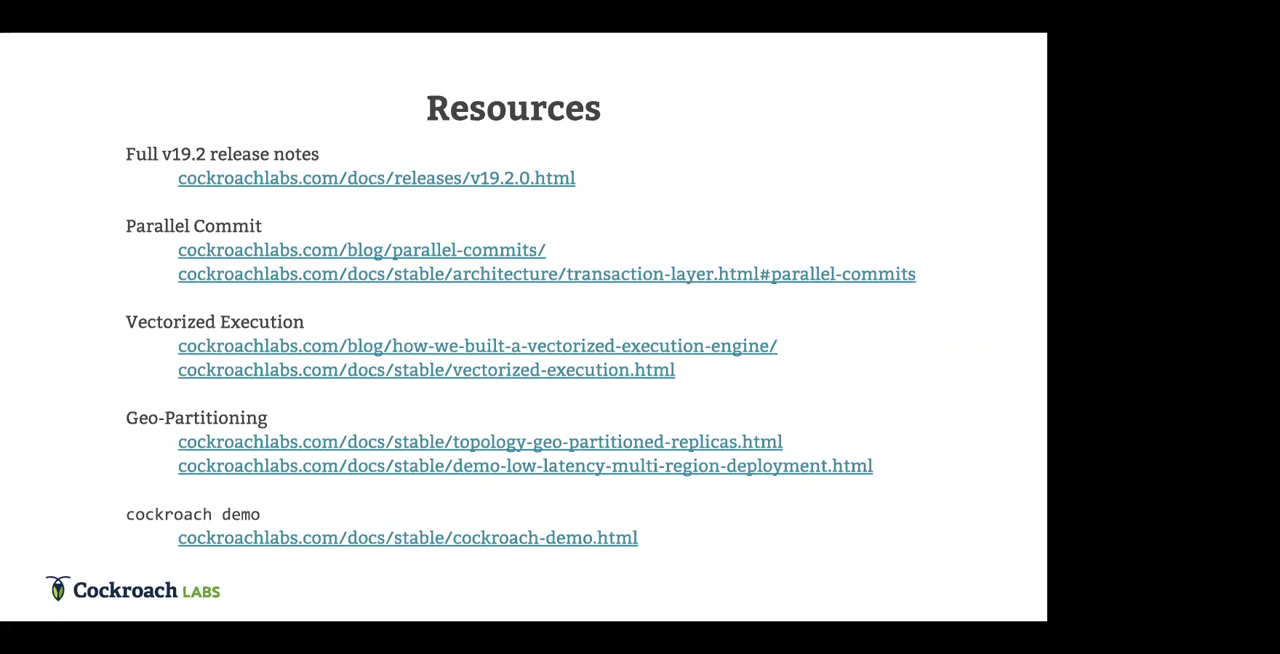 Resources
Full v19.2 release notes
cockroachlabs.com/docs/releases/v19.2.0.html
Parallel Commit
cockroachlabs.com/blog/parallel-commits/
cockroachlabs.com/docs/stable/architecture/transaction-layer.html#parallel-commits
Vectorized Execution
cockroachlabs.com/blog/how-we-built-a-vectorized-execution-engine/
cockroachlabs.com/docs/stable/vectorized-execution.html
Geo-Partitioning
cockroachlabs.com/docs/stable/topology-geo-partitioned-replicas.html
cockroachlabs.com/docs/stable/demo-low-latency-multi-region-deployment.html
cockroach demo
cockroachlabs.com/docs/stable/cockroach-demo.html
Cockroach LABS